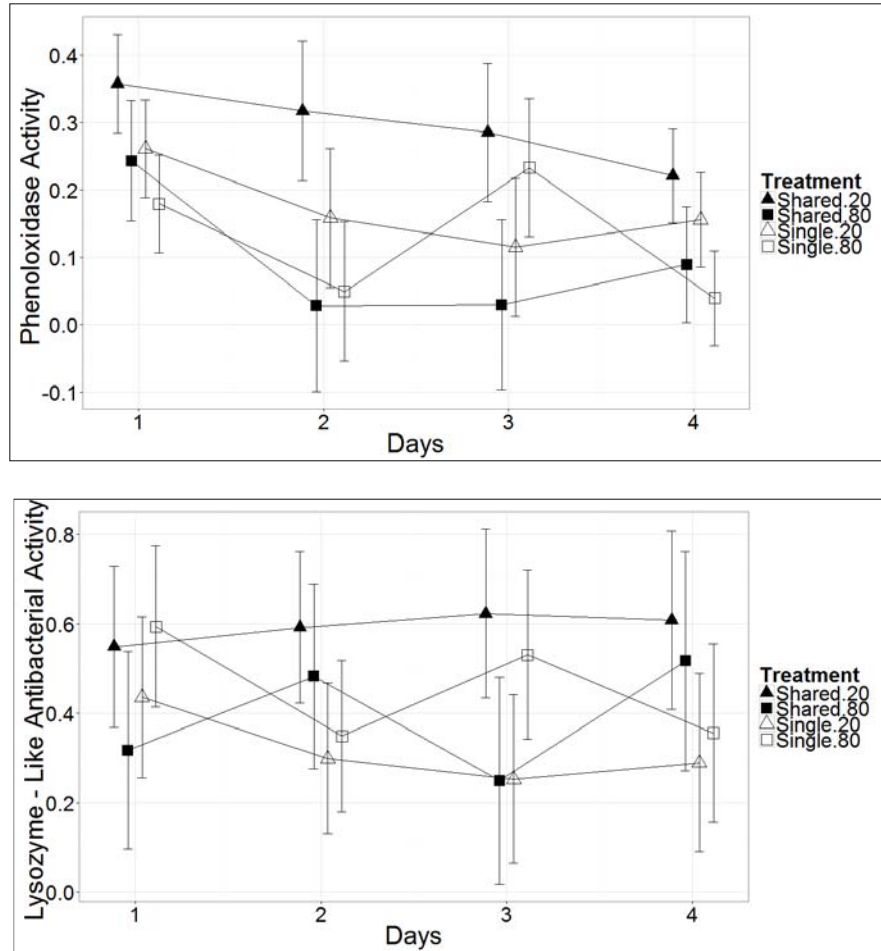 Phenoloxidase Activity
0.4
0.3
0.2
0.1
0.0
-0.1
1 2 3 4
Days
Treatment
Shared.20
Shared.80
Single.20
Single.80
Lysozyme - Like Antibacterial Activity
0.8
0.6
0.4
0.2
0.0
1 2 3 4
Days
Treatment
Shared.20
Shared.80
Single.20
Single.80